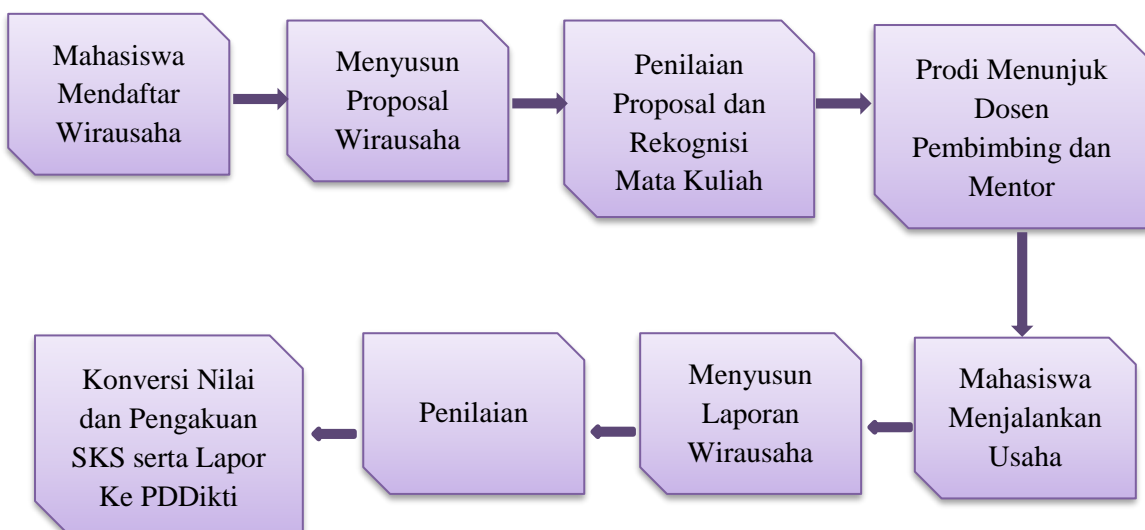 Mahasiswa
Mendaftar
Wirausaha
Menyusun
Proposal
Wirausaha
Penilaian
Proposal dan
Rekognisi
Mata Kuliah
Prodi Menunjuk
Dosen
Pembimbing dan
Mentor
Mahasiswa
Menjalankan
Usaha
Menyusun
Laporan
Wirausaha
Penilaian
Konversi Nilai
dan Pengakuan
SKS serta Lapor
Ke PDDikti